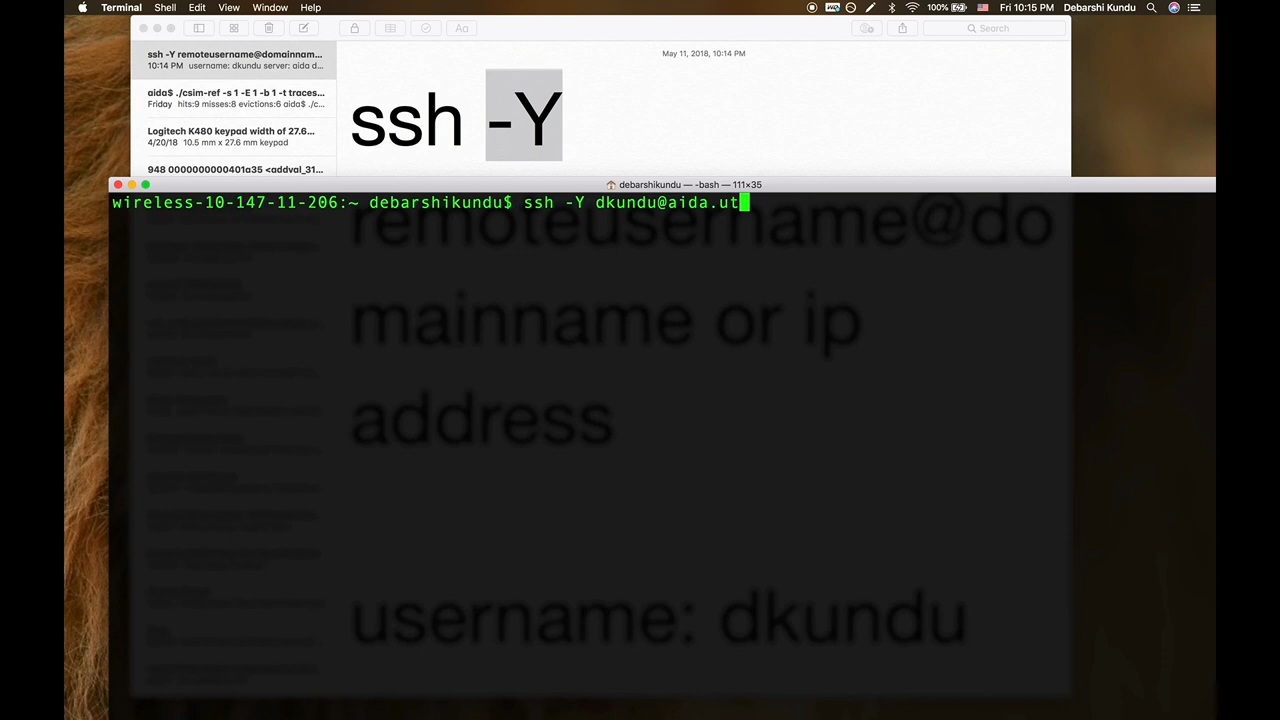 Terminal Shell Edit View Window Help 100% Fri 10:15 PM Debarshi Kundu
Aa Search
ssh -Y remoteusername@domainnam...
10:14 PM username: dkundu server: aida d...
aida$ ./csim-ref -s 1 -E 1 -b 1 -t traces...
Friday hits:9 misses:8 evictions:6 aida$ ./c...
Logitech K480 keypad width of 27.6...
4/20/18 10.5 mm x 27.6 mm keypad
948 0000000000401a35 <addval_31...
May 11, 2018, 10:14 PM
ssh -Y
debarshikundu — -bash — 111×35
wireless-10-147-11-206:~ debarshikundu$ ssh -Y dkundu@aida.ut
remoteusername@do
mainname or ip
address
username: dkundu